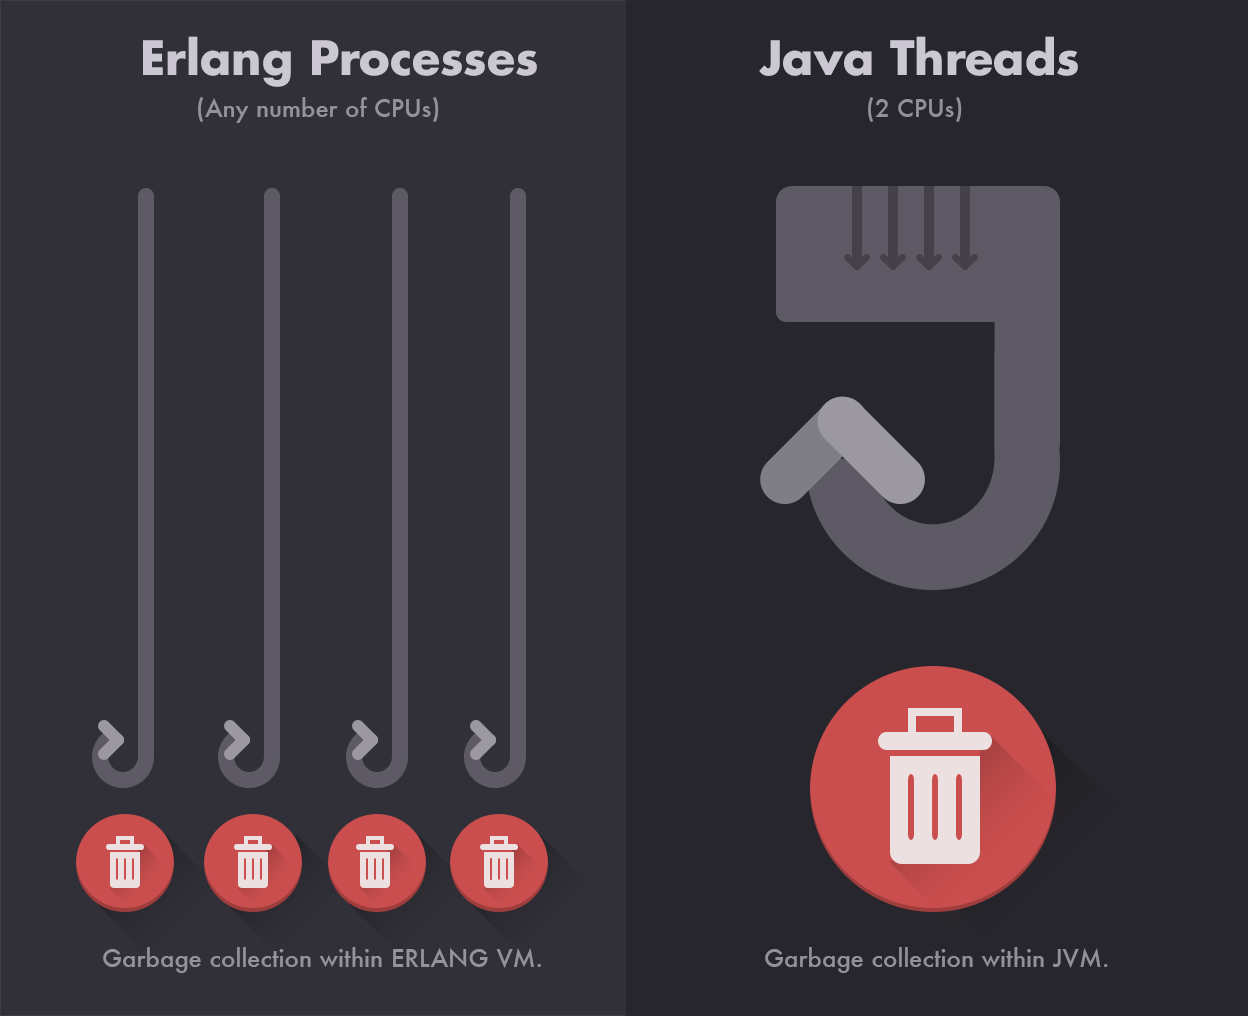 Erlang Processes
(Any number of CPUs)
Garbage collection within ERLANG VM.
Java Threads
(2 CPUs)
Garbage collection within JVM.